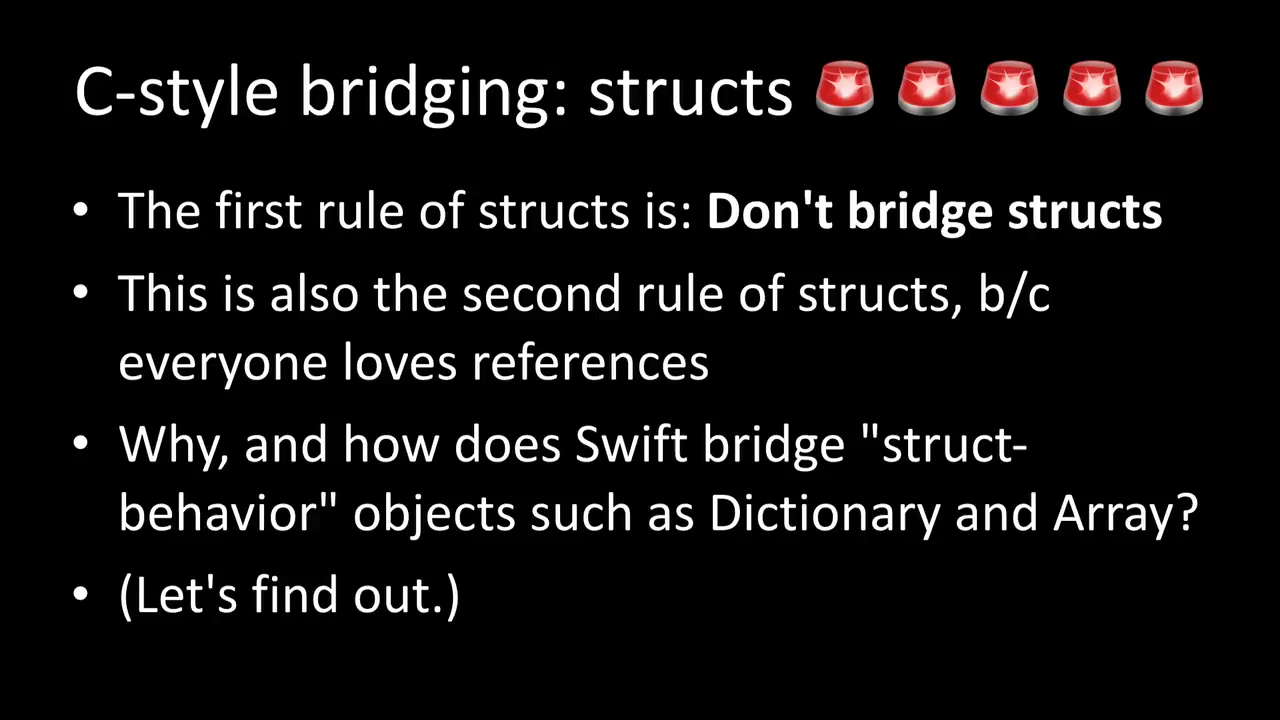 C-style bridging: structs 🚨 🚨 🚨 🚨 🚨
• The first rule of structs is: Don't bridge structs
• This is also the second rule of structs, b/c
everyone loves references
• Why, and how does Swift bridge "struct-
behavior" objects such as Dictionary and Array?
• (Let's find out.)